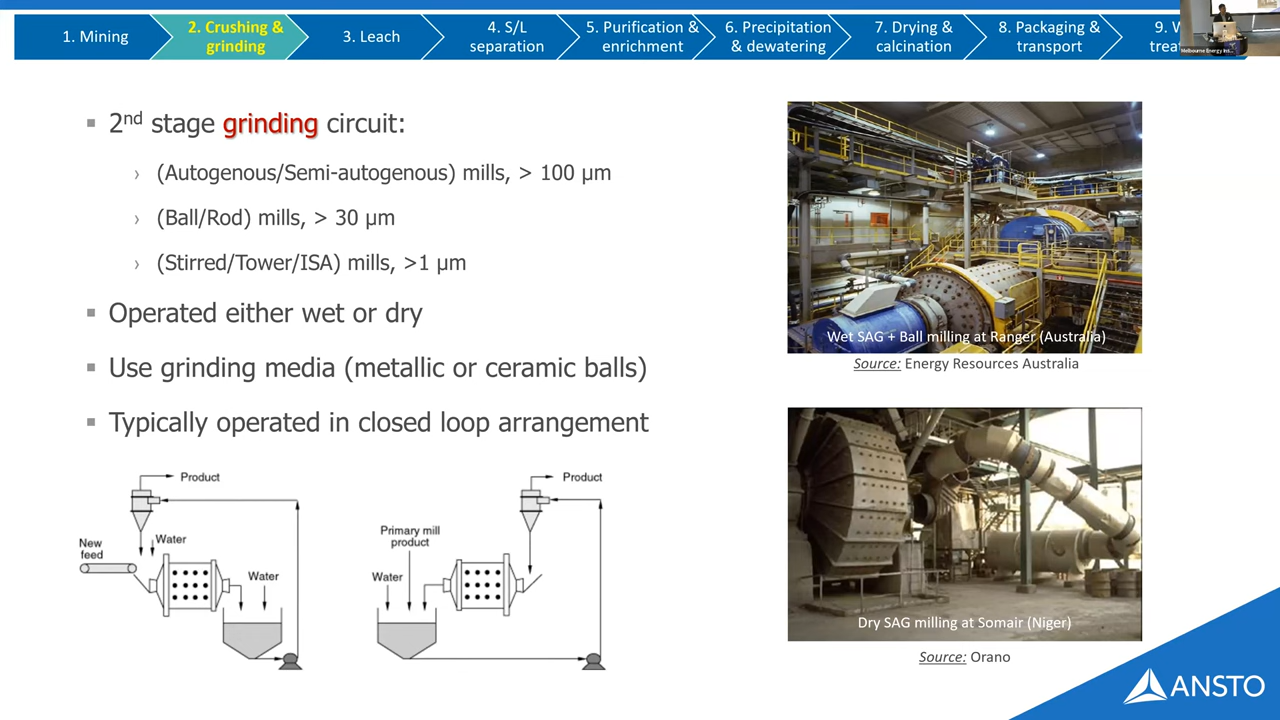 1. Mining
2. Crushing &
grinding
3. Leach
4. S/L
separation
5. Purification &
enrichment
6. Precipitation
& dewatering
7. Drying &
calcination
8. Packaging &
transport
9.
Melbourne Energy
2nd stage grinding circuit:
(Autogenous/Semi-autogenous) mills, > 100 µm
(Ball/Rod) mills, > 30 µm
(Stirred/Tower/ISA) mills, >1 µm
Operated either wet or dry
Use grinding media (metallic or ceramic balls)
Typically operated in closed loop arrangement
Wet SAG + Ball milling at Ranger (Australia)
Source: Energy Resources Australia
Dry SAG milling at Somair (Niger)
Source: Orano
Product
Water
New
feed
Water
Product
Primary mill
product
Water
ANSTO